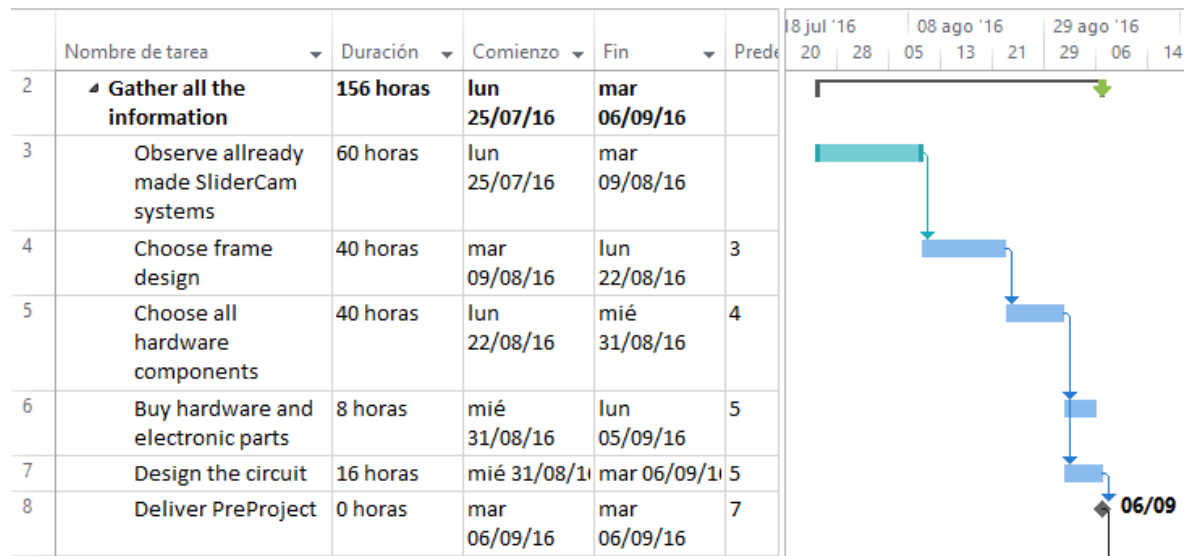 18 jul '16 08 ago '16 29 ago '16
Nombre de tarea Duración Comienzo Fin Prede 20 28 05 13 21 29 06 14
2 Gather all the information 156 horas lun 25/07/16 mar 06/09/16
3 Observe allready made SliderCam systems 60 horas lun 25/07/16 mar 09/08/16
4 Choose frame design 40 horas mar 09/08/16 lun 22/08/16 3
5 Choose all hardware components 40 horas lun 22/08/16 mié 31/08/16 4
6 Buy hardware and electronic parts 8 horas mié 31/08/16 lun 05/09/16 5
7 Design the circuit 16 horas mié 31/08/1 mar 06/09/1 5
8 Deliver PreProject 0 horas mar 06/09/16 mar 06/09/16 7 06/09